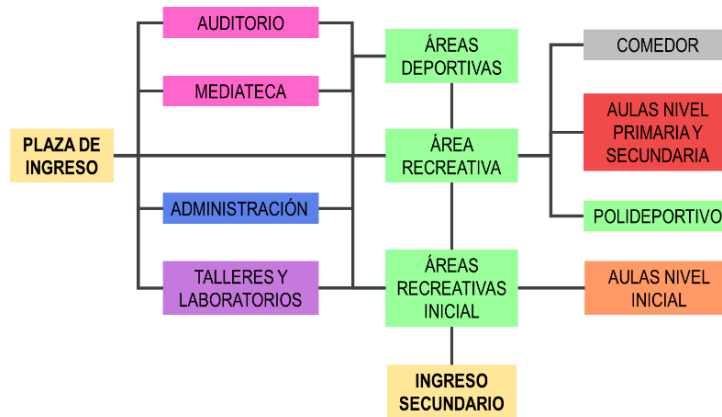 AUDITORIO
MEDIATECA
PLAZA DE
INGRESO
ADMINISTRACIÓN
TALLERES Y
LABORATORIOS
ÁREAS
DEPORTIVAS
ÁREA
RECREATIVA
ÁREAS
RECREATIVAS
INICIAL
INGRESO
SECUNDARIO
COMEDOR
AULAS NIVEL
PRIMARIA Y
SECUNDARIA
POLIDEPORTIVO
AULAS NIVEL
INICIAL